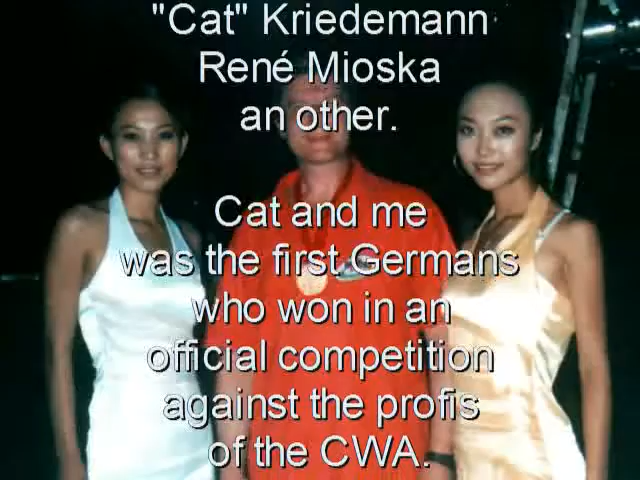 "Cat" Kriedemann
René Mioska
an other.
Cat and me
was the first Germans
who won in an
official competition
against the profis
of the CWA.